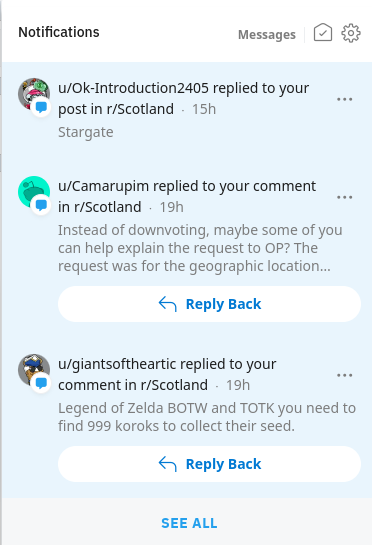 Notifications
Messages
u/Ok-Introduction2405 replied to your
post in r/Scotland · 15h
Stargate
u/Camarupim replied to your comment
in r/Scotland · 19h
Instead of downvoting, maybe some of you
can help explain the request to OP? The
request was for the geographic location...
Reply Back
u/giantsoftheartic replied to your
comment in r/Scotland · 19h
Legend of Zelda BOTW and TOTK you need to
find 999 koroks to collect their seed.
Reply Back
SEE ALL